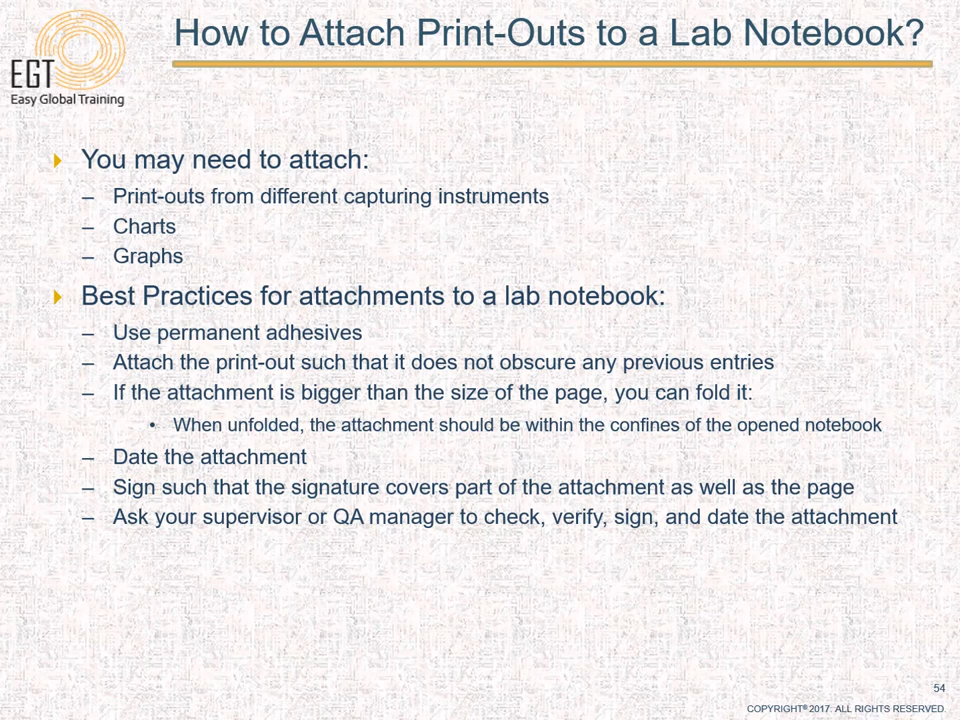 How to Attach Print-Outs to a Lab Notebook?
EGT
Easy Global Training
You may need to attach:
– Print-outs from different capturing instruments
– Charts
– Graphs
Best Practices for attachments to a lab notebook:
– Use permanent adhesives
– Attach the print-out such that it does not obscure any previous entries
– If the attachment is bigger than the size of the page, you can fold it:
• When unfolded, the attachment should be within the confines of the opened notebook
– Date the attachment
– Sign such that the signature covers part of the attachment as well as the page
– Ask your supervisor or QA manager to check, verify, sign, and date the attachment
54
COPYRIGHT® 2017. ALL RIGHTS RESERVED.